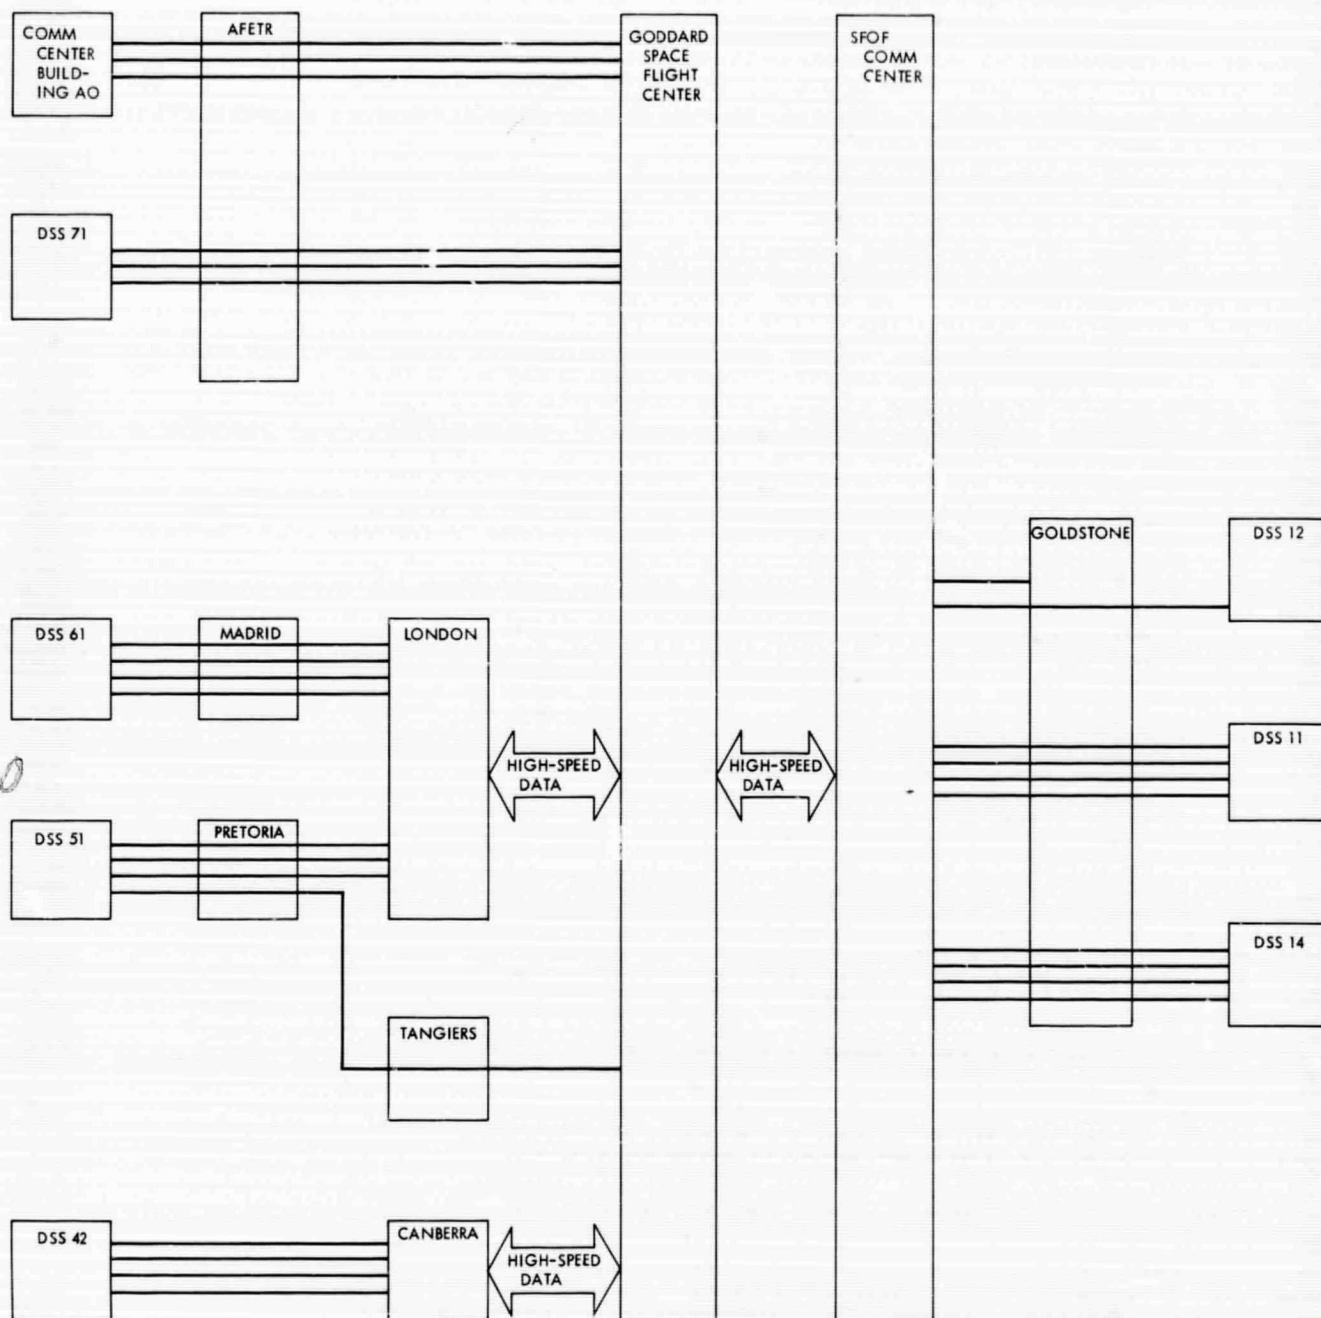 COMM
CENTER
BUILD-
ING AO
AFETR
GODDARD
SPACE
FLIGHT
CENTER
SFOF
COMM
CENTER
DSS 71
GOLDSTONE
DSS 12
DSS 61
MADRID
LONDON
HIGH-SPEED
DATA
HIGH-SPEED
DATA
DSS 11
DSS 51
PRETORIA
DSS 14
TANGIERS
DSS 42
CANBERRA
HIGH-SPEED
DATA